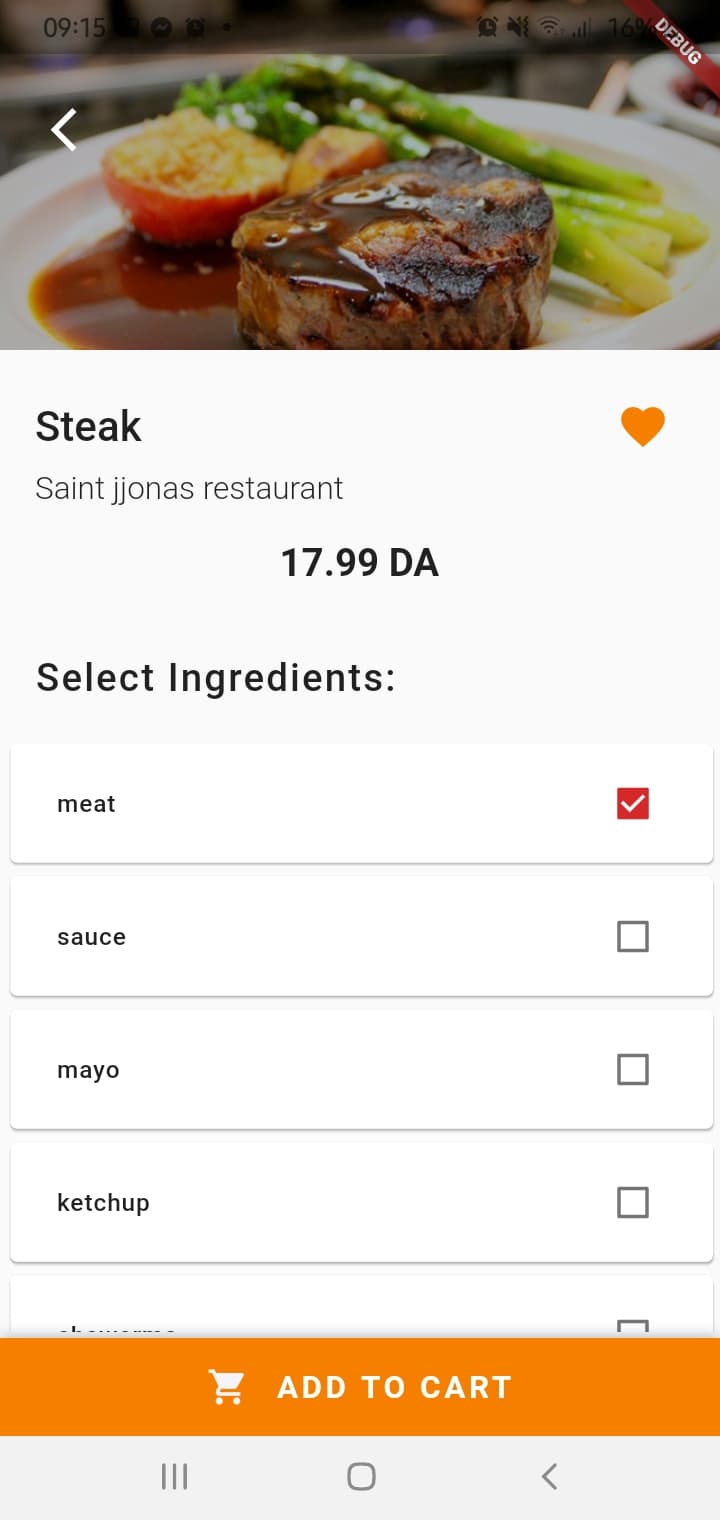 09:15
16%
DEBUG
Steak
Saint jjonas restaurant
17.99 DA
Select Ingredients:
meat
sauce
mayo
ketchup
ADD TO CART